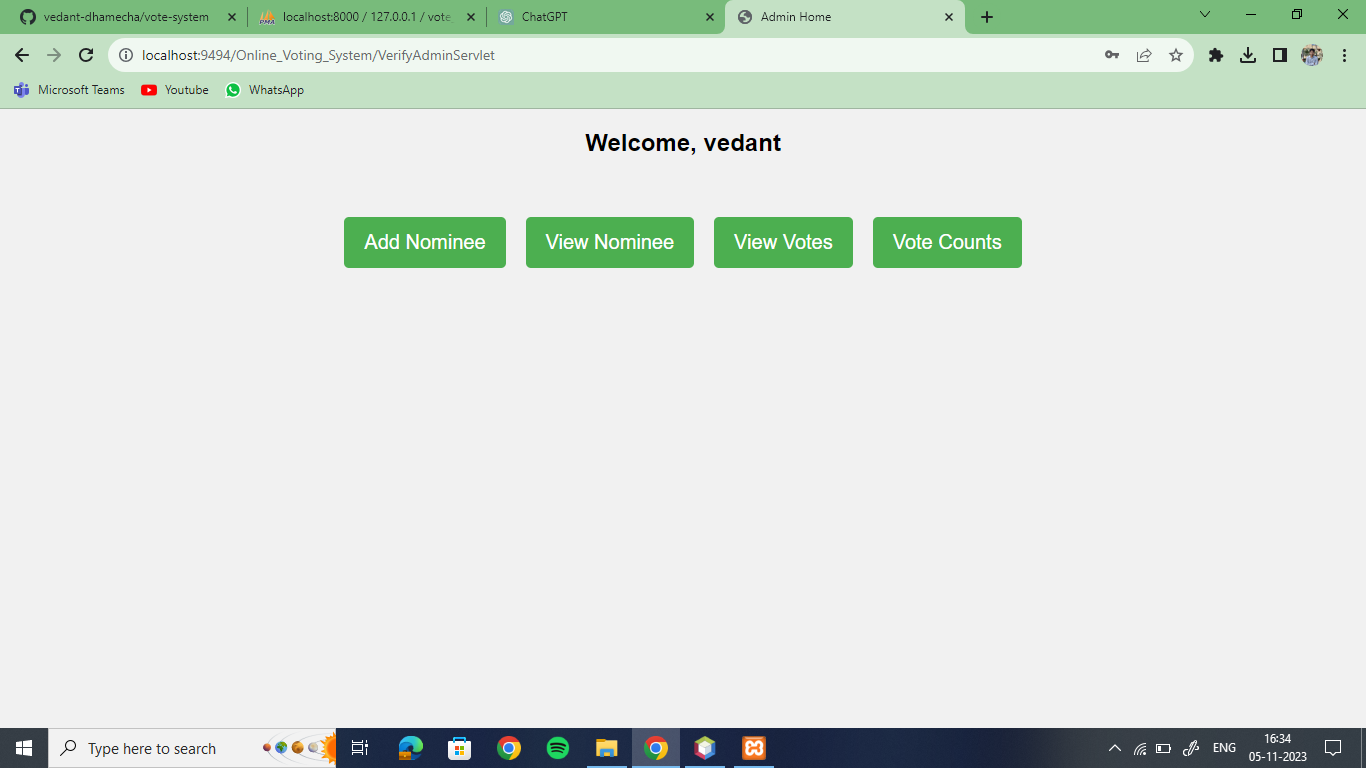 vedant-dhamecha/vote-system
localhost:8000 / 127.0.0.1 / vote_
ChatGPT
Admin Home
localhost:9494/Online_Voting_System/VerifyAdminServlet
Microsoft Teams
Youtube
WhatsApp
Welcome, vedant
Add Nominee
View Nominee
View Votes
Vote Counts
Type here to search
ENG
16:34
05-11-2023